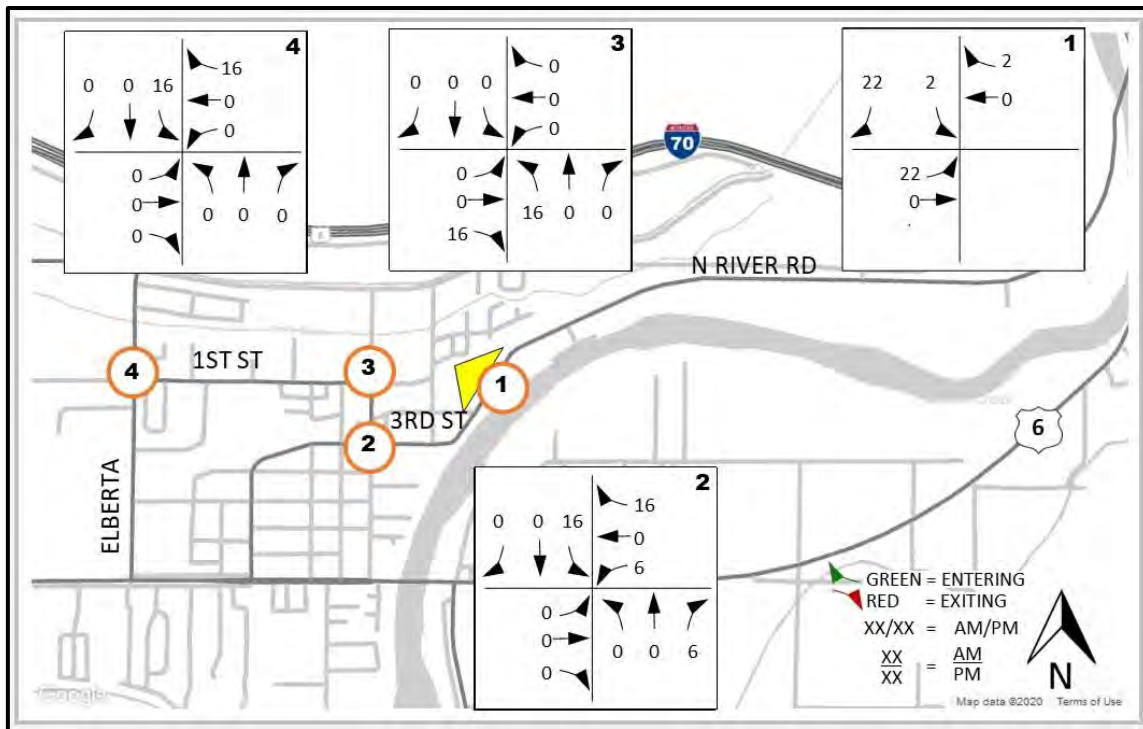 4
16
0 0 16
0
0
0
0
0
0 0 0
3
0
0 0 0
0
0
0
0
16
16 0 0
1
2
22 2
0
22
0
70
N RIVER RD
1ST ST
4
3
1
3RD ST
2
6
ELBERTA
2
16
0 0 16
0
6
0
0
0
0 0 6
GREEN = ENTERING
RED = EXITING
XX/XX = AM/PM
XX = AM
XX PM
N
Google
Map data ©2020 Terms of Use